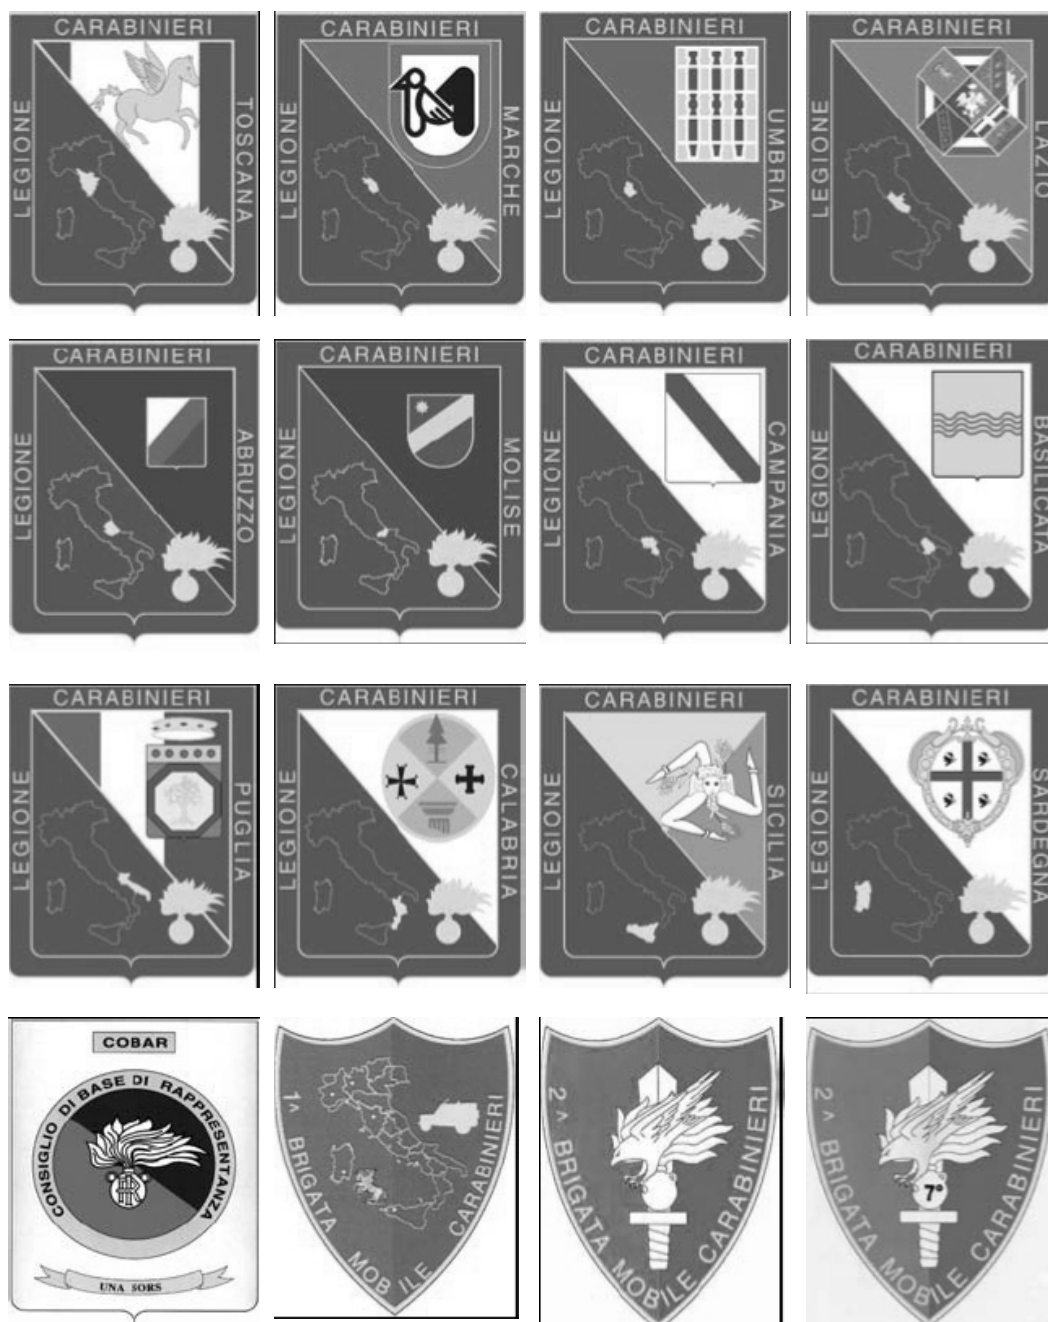 CARABINIERI
LEGIONE
TOSCANA
CARABINIERI
LEGIONE
MARCHE
CARABINIERI
LEGIONE
UMBRIA
CARABINIERI
LEGIONE
LAZIO
CARABINIERI
LEGIONE
ABRUZZO
CARABINIERI
LEGIONE
MOLISE
CARABINIERI
LEGIONE
CAMPANIA
CARABINIERI
LEGIONE
BASILICATA
CARABINIERI
LEGIONE
PUGLIA
CARABINIERI
LEGIONE
CALABRIA
CARABINIERI
LEGIONE
SICILIA
CARABINIERI
LEGIONE
SARDEGNA
COBAR
CONSIGLIO DI BASE DI RAPPRESENTANZA
RI
UNA SORS
1^ BRIGATA MOBILE CARABINIERI
2^ BRIGATA MOBILE CARABINIERI
2^ BRIGATA MOBILE CARABINIERI
7°